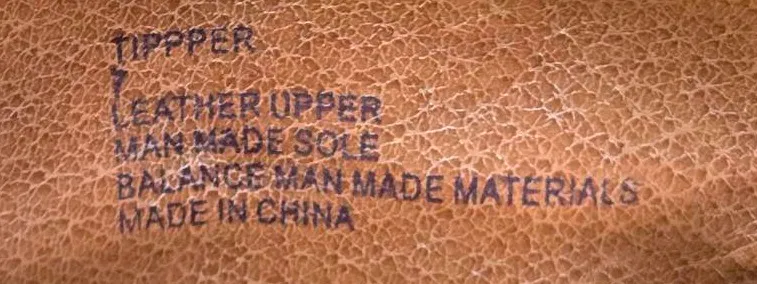 TIPPPER
7
LEATHER UPPER
MAN MADE SOLE
BALANCE MAN MADE MATERIALS
MADE IN CHINA